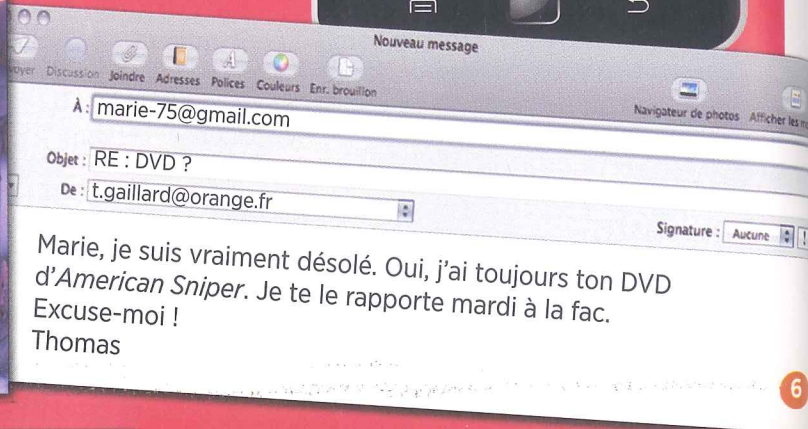 Nouveau message
Discussion Joindre Adresses Polices Couleurs Enr. brouillon
Navigateur de photos Afficher les
À : marie-75@gmail.com
Objet : RE : DVD ?
De : t.gaillard@orange.fr
Signature : Aucune
Marie, je suis vraiment désolé. Oui, j'ai toujours ton DVD
d'American Sniper. Je te le rapporte mardi à la fac.
Excuse-moi !
Thomas
6